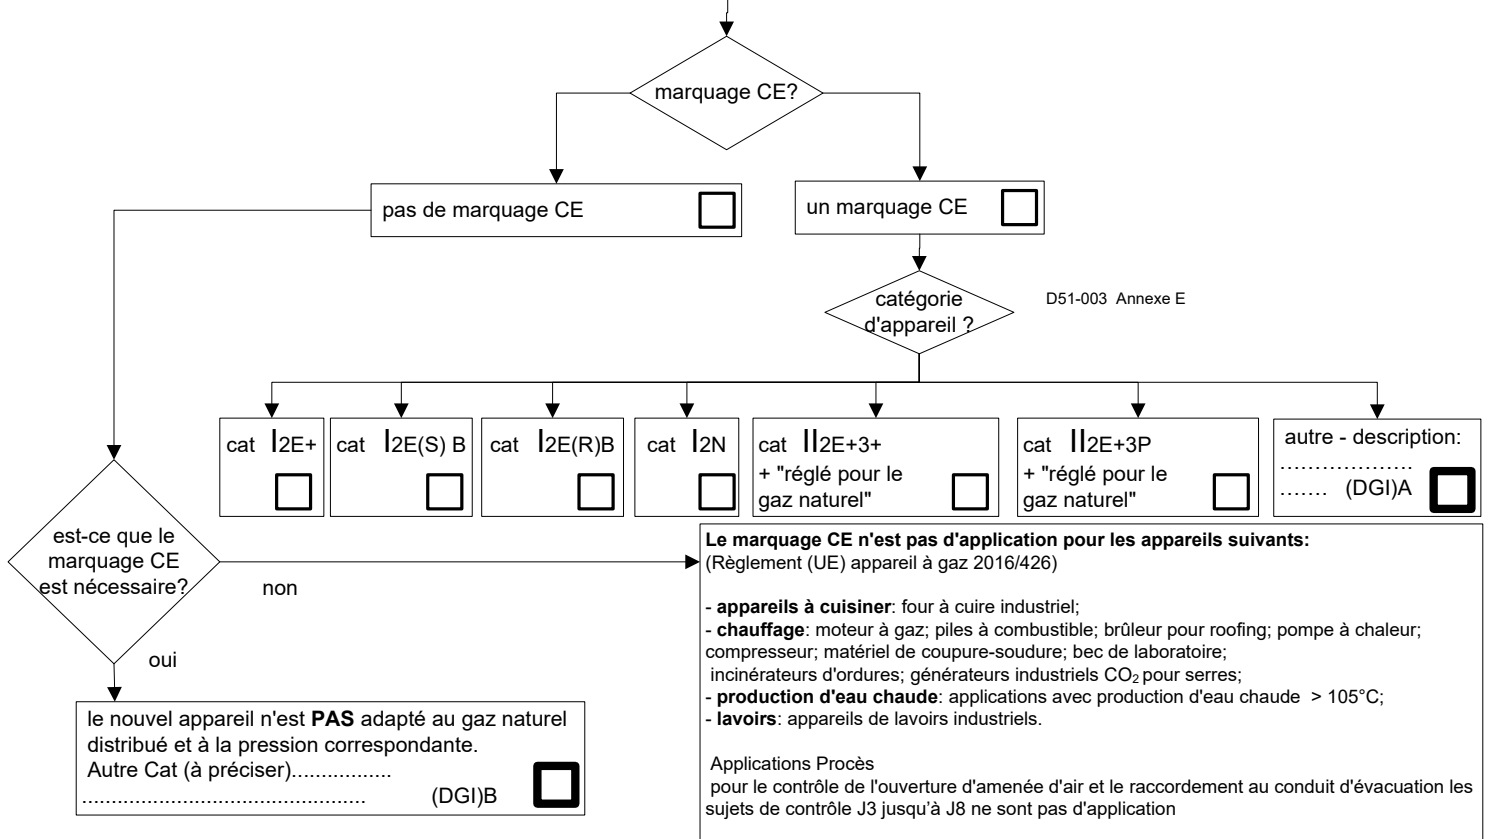 marquage CE?
pas de marquage CE
un marquage CE
catégorie
d'appareil ?
D51-003 Annexe E
cat I2E+
cat I2E(S) B
cat I2E(R)B
cat I2N
cat II2E+3+
+ "réglé pour le
gaz naturel"
cat II2E+3P
+ "réglé pour le
gaz naturel"
autre - description:
...................
....... (DGI)A
est-ce que le
marquage CE
est nécessaire?
non
oui
le nouvel appareil n'est PAS adapté au gaz naturel
distribué et à la pression correspondante.
Autre Cat (à préciser).................
................................................ (DGI)B
Le marquage CE n'est pas d'application pour les appareils suivants:
(Règlement (UE) appareil à gaz 2016/426)
- appareils à cuisiner: four à cuire industriel;
- chauffage: moteur à gaz; piles à combustible; brûleur pour roofing; pompe à chaleur;
compresseur; matériel de coupure-soudure; bec de laboratoire;
incinérateurs d'ordures; générateurs industriels CO2 pour serres;
- production d'eau chaude: applications avec production d'eau chaude > 105°C;
- lavoirs: appareils de lavoirs industriels.
Applications Procès
pour le contrôle de l'ouverture d'amenée d'air et le raccordement au conduit d'évacuation les
sujets de contrôle J3 jusqu'à J8 ne sont pas d'application